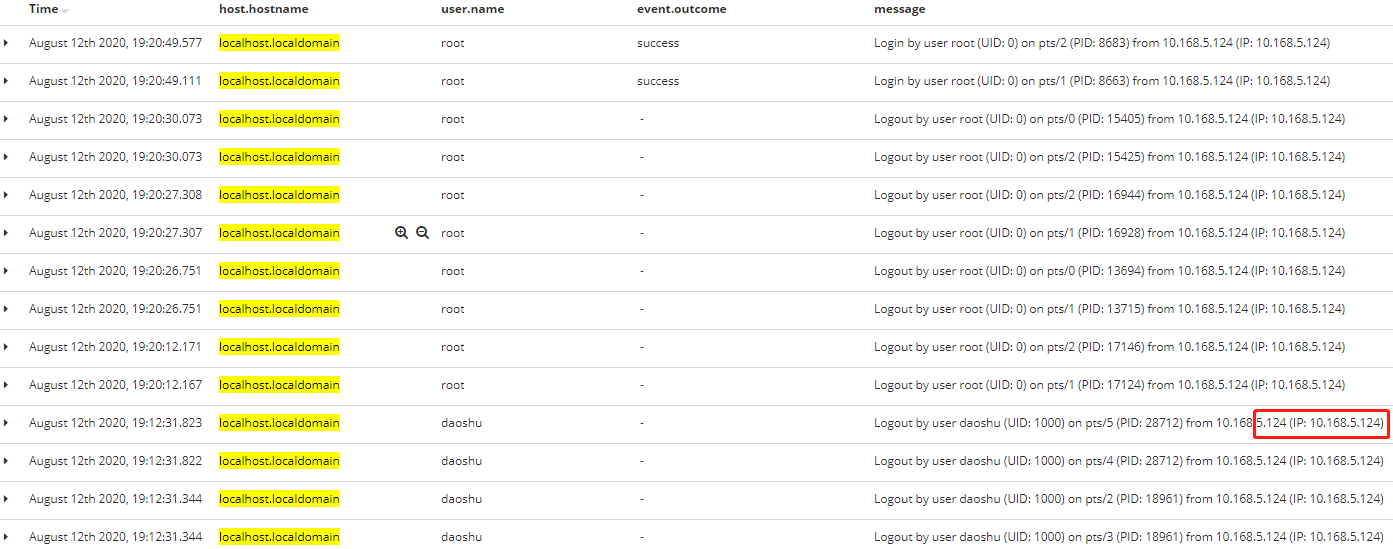 Time host.hostname user.name event.outcome message
August 12th 2020, 19:20:49.577 localhost.localdomain root success Login by user root (UID: 0) on pts/2 (PID: 8683) from 10.168.5.124 (IP: 10.168.5.124)
August 12th 2020, 19:20:49.111 localhost.localdomain root success Login by user root (UID: 0) on pts/1 (PID: 8663) from 10.168.5.124 (IP: 10.168.5.124)
August 12th 2020, 19:20:30.073 localhost.localdomain root - Logout by user root (UID: 0) on pts/0 (PID: 15405) from 10.168.5.124 (IP: 10.168.5.124)
August 12th 2020, 19:20:30.073 localhost.localdomain root - Logout by user root (UID: 0) on pts/2 (PID: 15425) from 10.168.5.124 (IP: 10.168.5.124)
August 12th 2020, 19:20:27.308 localhost.localdomain root - Logout by user root (UID: 0) on pts/2 (PID: 16944) from 10.168.5.124 (IP: 10.168.5.124)
August 12th 2020, 19:20:27.307 localhost.localdomain root - Logout by user root (UID: 0) on pts/1 (PID: 16928) from 10.168.5.124 (IP: 10.168.5.124)
August 12th 2020, 19:20:26.751 localhost.localdomain root - Logout by user root (UID: 0) on pts/0 (PID: 13694) from 10.168.5.124 (IP: 10.168.5.124)
August 12th 2020, 19:20:26.751 localhost.localdomain root - Logout by user root (UID: 0) on pts/1 (PID: 13715) from 10.168.5.124 (IP: 10.168.5.124)
August 12th 2020, 19:20:12.171 localhost.localdomain root - Logout by user root (UID: 0) on pts/2 (PID: 17146) from 10.168.5.124 (IP: 10.168.5.124)
August 12th 2020, 19:20:12.167 localhost.localdomain root - Logout by user root (UID: 0) on pts/1 (PID: 17124) from 10.168.5.124 (IP: 10.168.5.124)
August 12th 2020, 19:12:31.823 localhost.localdomain daoshu - Logout by user daoshu (UID: 1000) on pts/5 (PID: 28712) from 10.168.5.124 (IP: 10.168.5.124)
August 12th 2020, 19:12:31.822 localhost.localdomain daoshu - Logout by user daoshu (UID: 1000) on pts/4 (PID: 28712) from 10.168.5.124 (IP: 10.168.5.124)
August 12th 2020, 19:12:31.344 localhost.localdomain daoshu - Logout by user daoshu (UID: 1000) on pts/2 (PID: 18961) from 10.168.5.124 (IP: 10.168.5.124)
August 12th 2020, 19:12:31.344 localhost.localdomain daoshu - Logout by user daoshu (UID: 1000) on pts/3 (PID: 18961) from 10.168.5.124 (IP: 10.168.5.124)